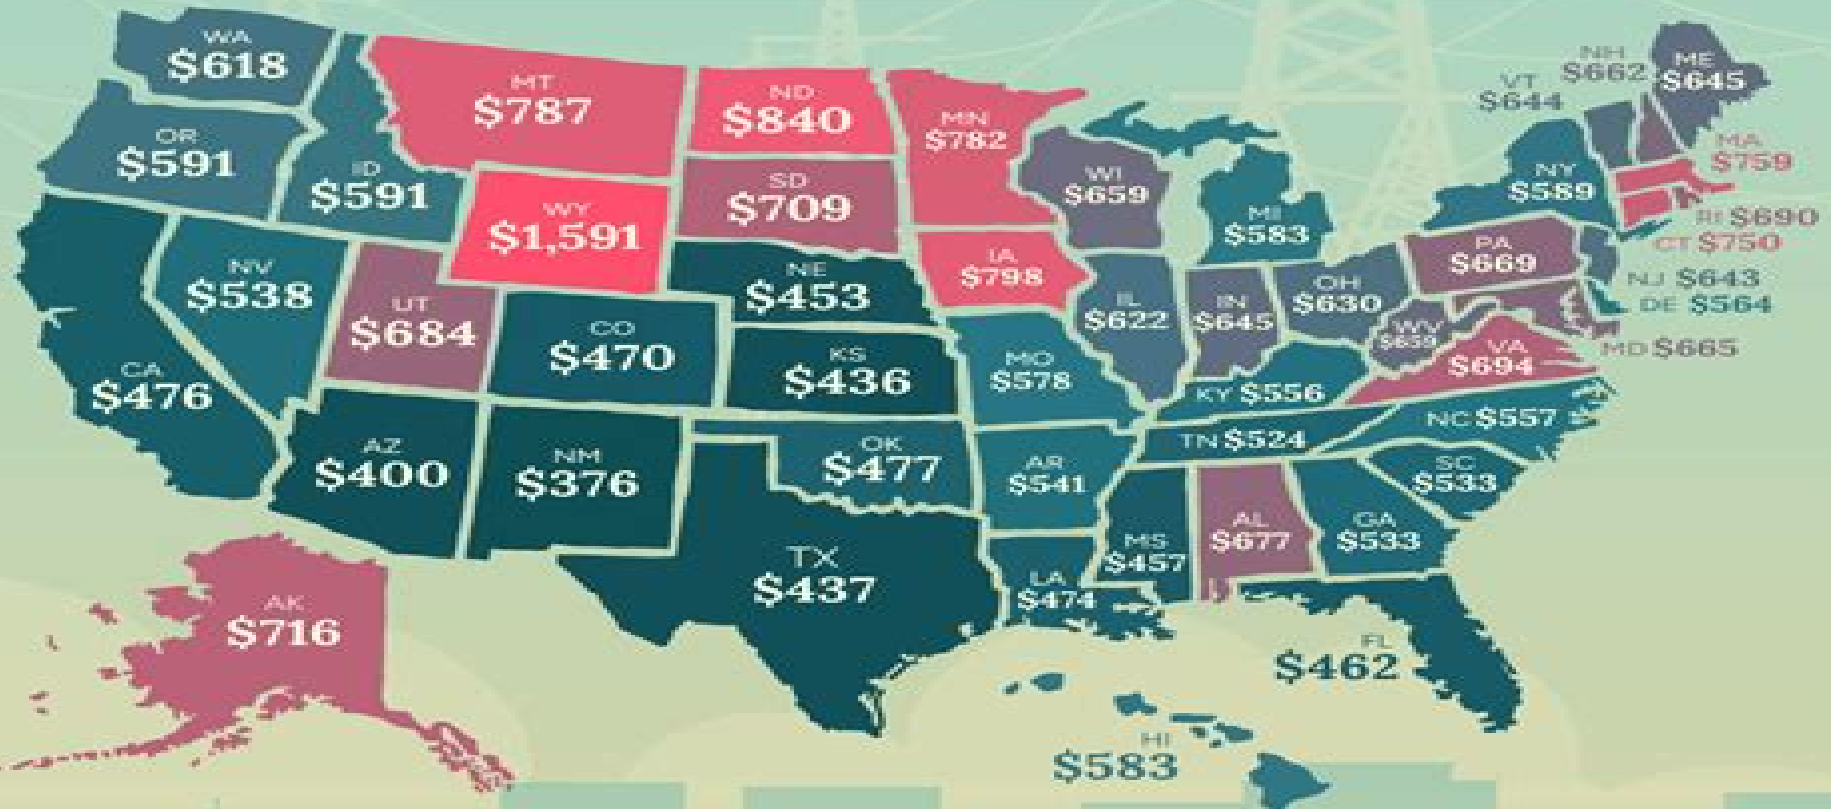 WA
$618
OR
$591
ID
$591
MT
$787
ND
$840
MN
$782
WY
$1,591
SD
$709
WI
$659
IA
$798
MI
$583
NH
$662
VT
$644
ME
$645
MA
$759
NY
$589
RI $690
CT $750
PA
$669
NJ $643
DE $564
MD $665
NV
$538
UT
$684
NE
$453
CO
$470
KS
$436
CA
$476
IL
$622
IN
$645
OH
$630
WV
$659
VA
$694
MO
$578
KY $556
NC $557
TN $524
SC
$533
AZ
$400
NM
$376
OK
$477
AR
$541
TX
$437
LA
$474
MS
$457
AL
$677
GA
$533
FL
$462
AK
$716
HI
$583